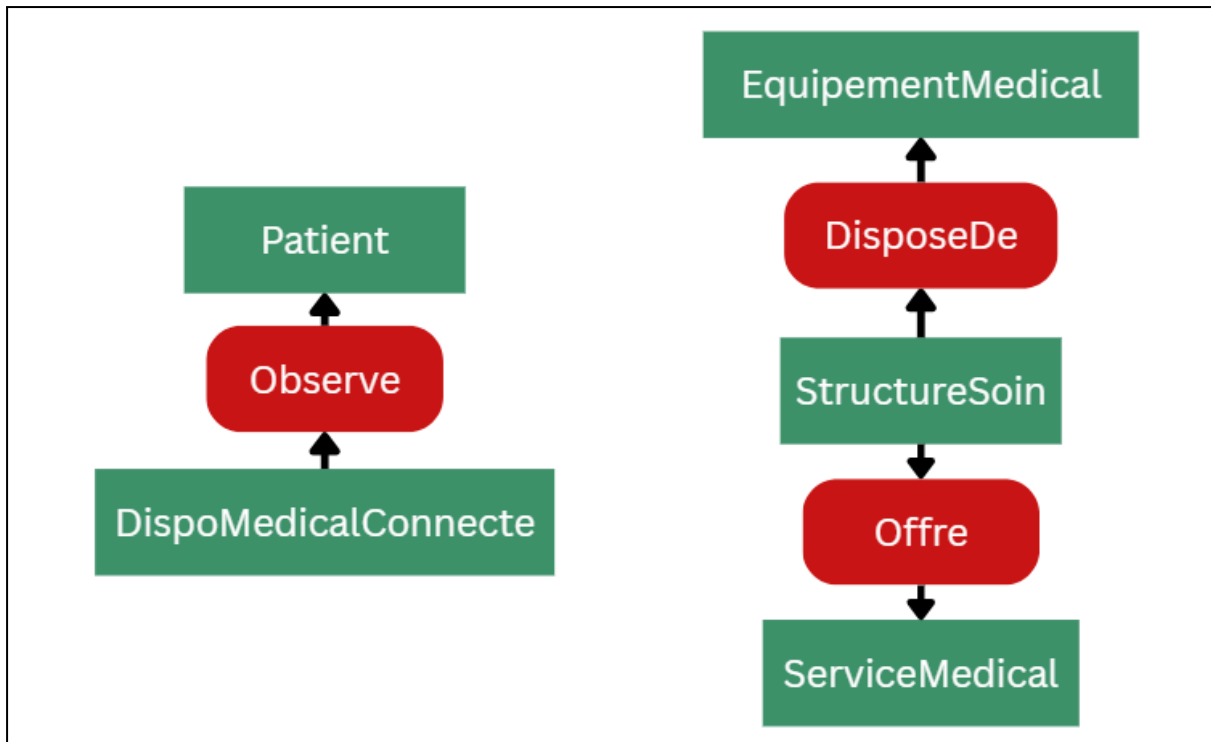 Patient
Observe
DispoMedicalConnecte
EquipementMedical
DisposeDe
StructureSoin
Offre
ServiceMedical